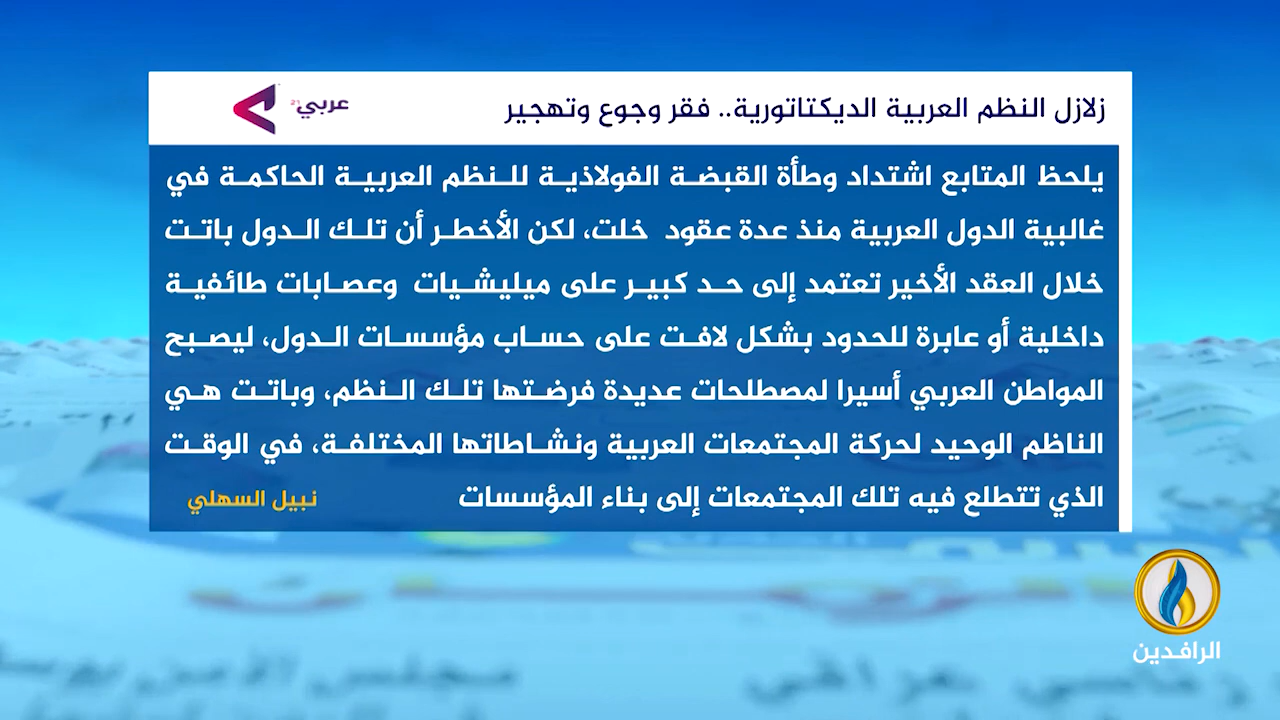 زلازل النظم العربية الديكتاتورية.. فقر وجوع وتهجير
عربي21
يلحظ المتابع اشتداد وطأة القبضة الفولاذية للنظم العربية الحاكمة في
غالبية الدول العربية منذ عدة عقود خلت، لكن الأخطر أن تلك الدول باتت
خلال العقد الأخير تعتمد إلى حد كبير على ميليشيات وعصابات طائفية
داخلية أو عابرة للحدود بشكل لافت على حساب مؤسسات الدول، ليصبح
المواطن العربي أسيرا لمصطلحات عديدة فرضتها تلك النظم، وباتت هي
الناظم الوحيد لحركة المجتمعات العربية ونشاطاتها المختلفة، في الوقت
الذي تتطلع فيه تلك المجتمعات إلى بناء المؤسسات
نبيل السهلي
الرافدين
مجلس الأمن